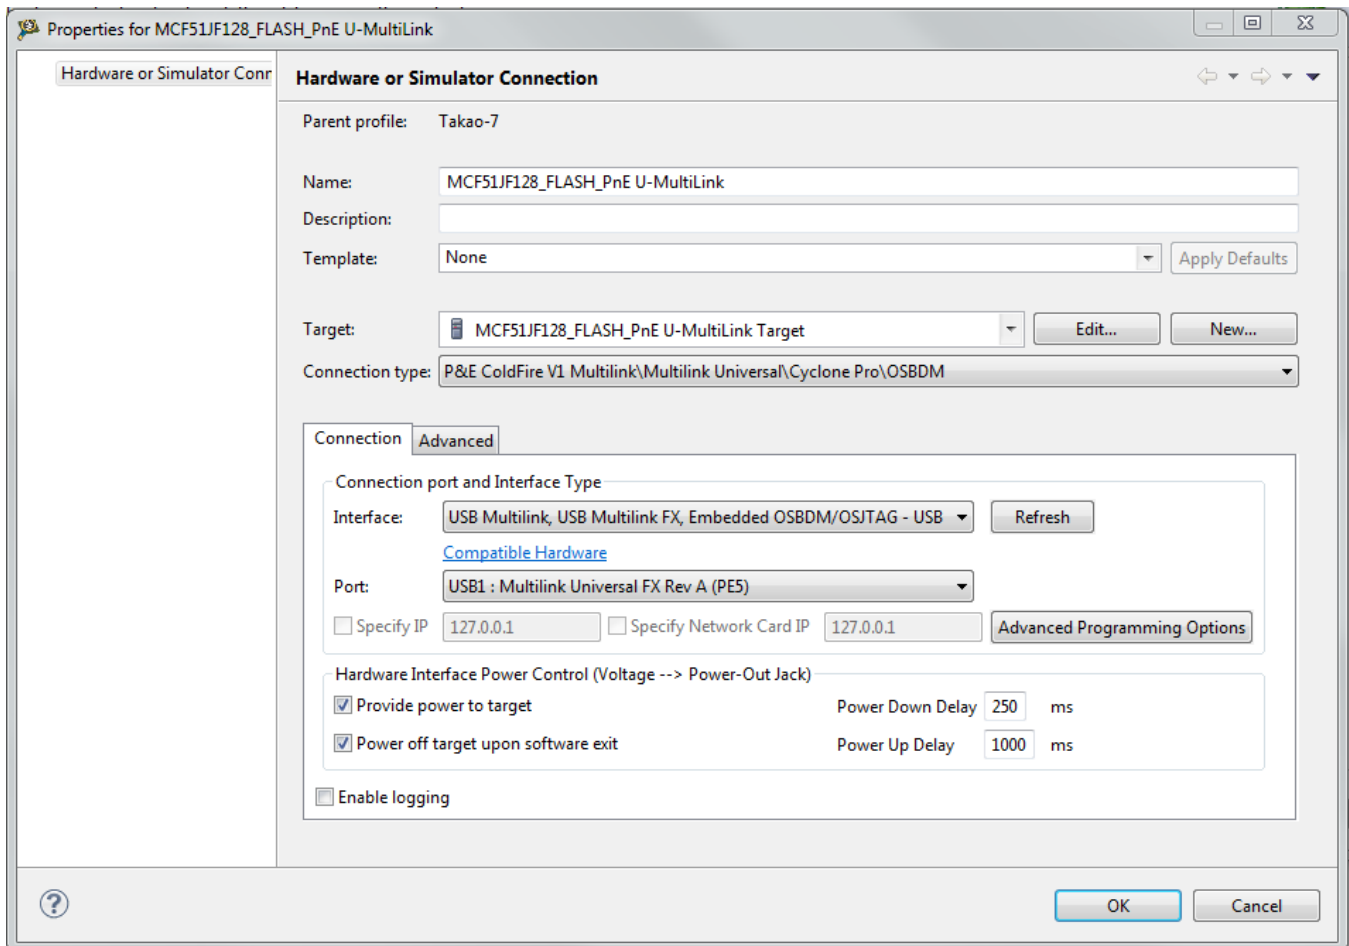 Properties for MCF51JF128_FLASH_PnE U-MultiLink
Hardware or Simulator Conn
Hardware or Simulator Connection
Parent profile: Takao-7
Name: MCF51JF128_FLASH_PnE U-MultiLink
Description:
Template: None Apply Defaults
Target: MCF51JF128_FLASH_PnE U-MultiLink Target Edit... New...
Connection type: P&E ColdFire V1 Multilink\Multilink Universal\Cyclone Pro\OSBDM
Connection Advanced
Connection port and Interface Type
Interface: USB Multilink, USB Multilink FX, Embedded OSBDM/OSJTAG - USB Refresh
Compatible Hardware
Port: USB1 : Multilink Universal FX Rev A (PE5)
Specify IP 127.0.0.1 Specify Network Card IP 127.0.0.1 Advanced Programming Options
Hardware Interface Power Control (Voltage --> Power-Out Jack)
Provide power to target Power Down Delay 250 ms
Power off target upon software exit Power Up Delay 1000 ms
Enable logging
? OK Cancel